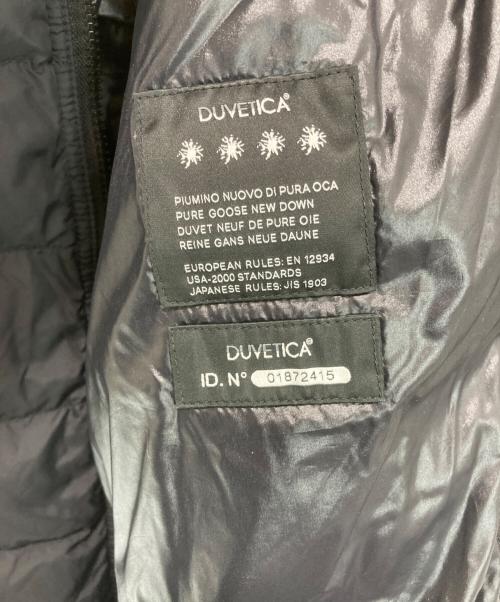 DUVETICA®
PIUMINO NUOVO DI PURA OCA
PURE GOOSE NEW DOWN
DUVET NEUF DE PURE OIE
REINE GANS NEUE DAUNE
EUROPEAN RULES: EN 12934
USA-2000 STANDARDS
JAPANESE RULES: JIS 1903
DUVETICA®
ID. N° 01872415